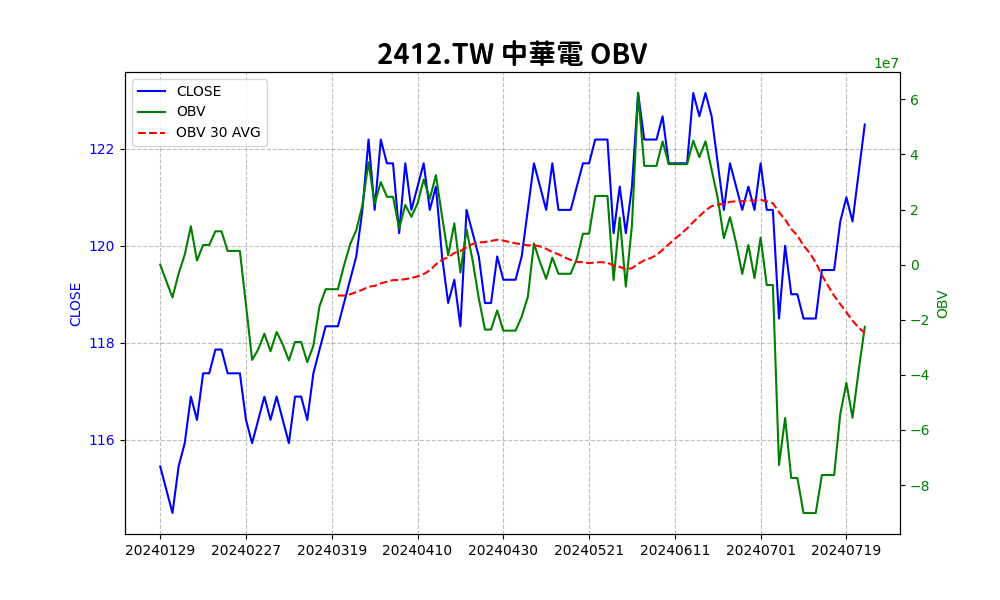 2412.TW 中華電 OBV
1e7
CLOSE
OBV
OBV 30 AVG
122
120
118
116
CLOSE
6
4
2
0
−2
−4
−6
−8
OBV
20240129 20240227 20240319 20240410 20240430 20240521 20240611 20240701 20240719